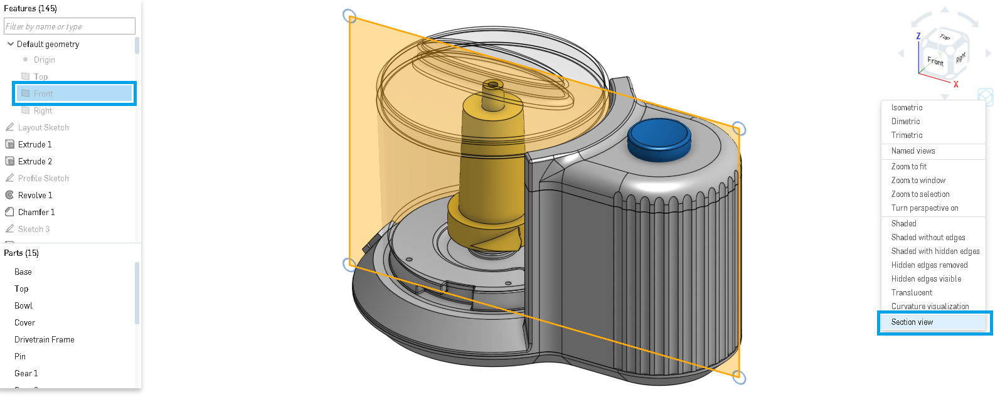 Features (145)
Filter by name or type
Default geometry
Origin
Top
Front
Right
Layout Sketch
Extrude 1
Extrude 2
Profile Sketch
Revolve 1
Chamfer 1
Sketch 3
Parts (15)
Base
Top
Bowl
Cover
Drivetrain Frame
Pin
Gear 1
Z
Top
Front
Right
X
Isometric
Dimetric
Trimetric
Named views
Zoom to fit
Zoom to window
Zoom to selection
Turn perspective on
Shaded
Shaded without edges
Shaded with hidden edges
Hidden edges removed
Hidden edges visible
Translucent
Curvature visualization
Section view